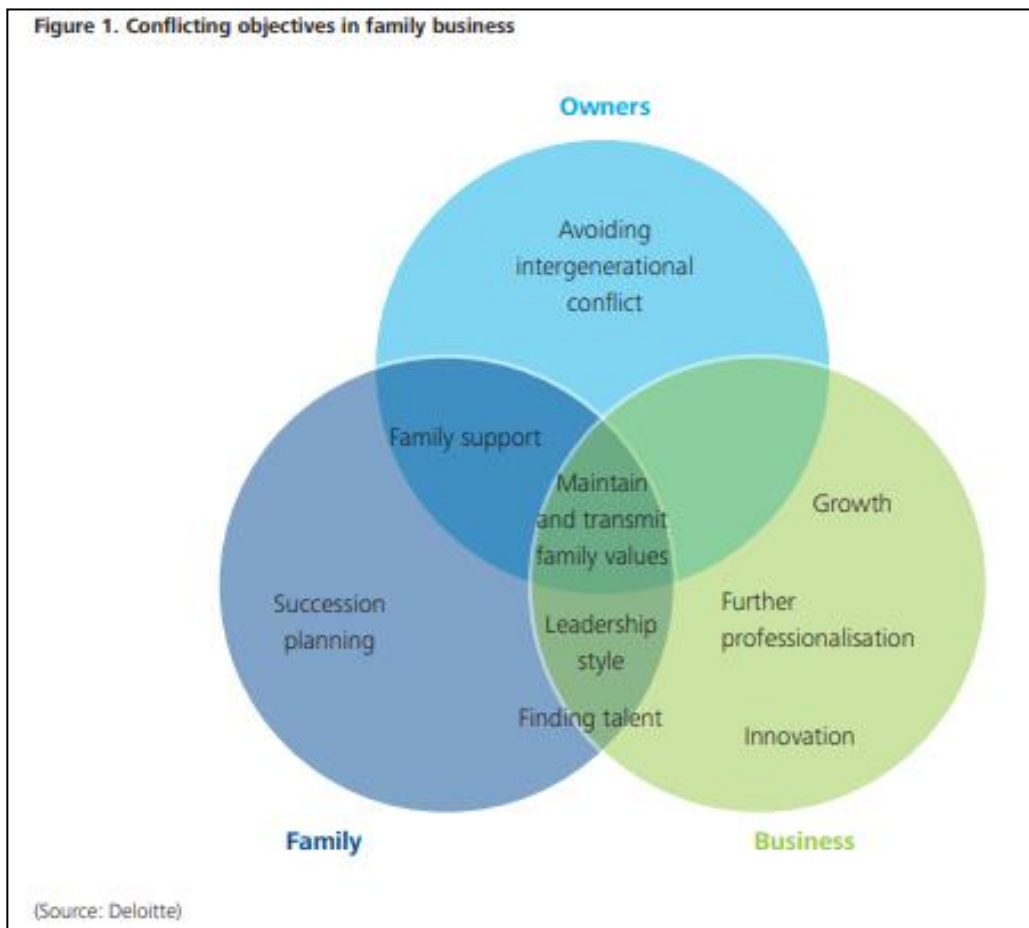 Figure 1. Conflicting objectives in family business
Owners
Avoiding
intergenerational
conflict
Family support
Maintain
and transmit
family values
Growth
Succession
planning
Leadership
style
Further
professionalisation
Finding talent
Innovation
Family
Business
(Source: Deloitte)